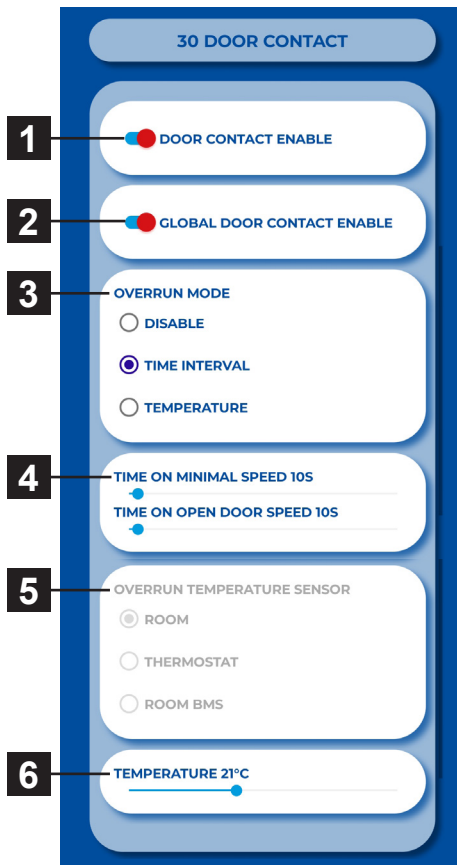 30 DOOR CONTACT
1
DOOR CONTACT ENABLE
2
GLOBAL DOOR CONTACT ENABLE
3
OVERRUN MODE
DISABLE
TIME INTERVAL
TEMPERATURE
4
TIME ON MINIMAL SPEED 10S
TIME ON OPEN DOOR SPEED 10S
5
OVERRUN TEMPERATURE SENSOR
ROOM
THERMOSTAT
ROOM BMS
6
TEMPERATURE 21°C